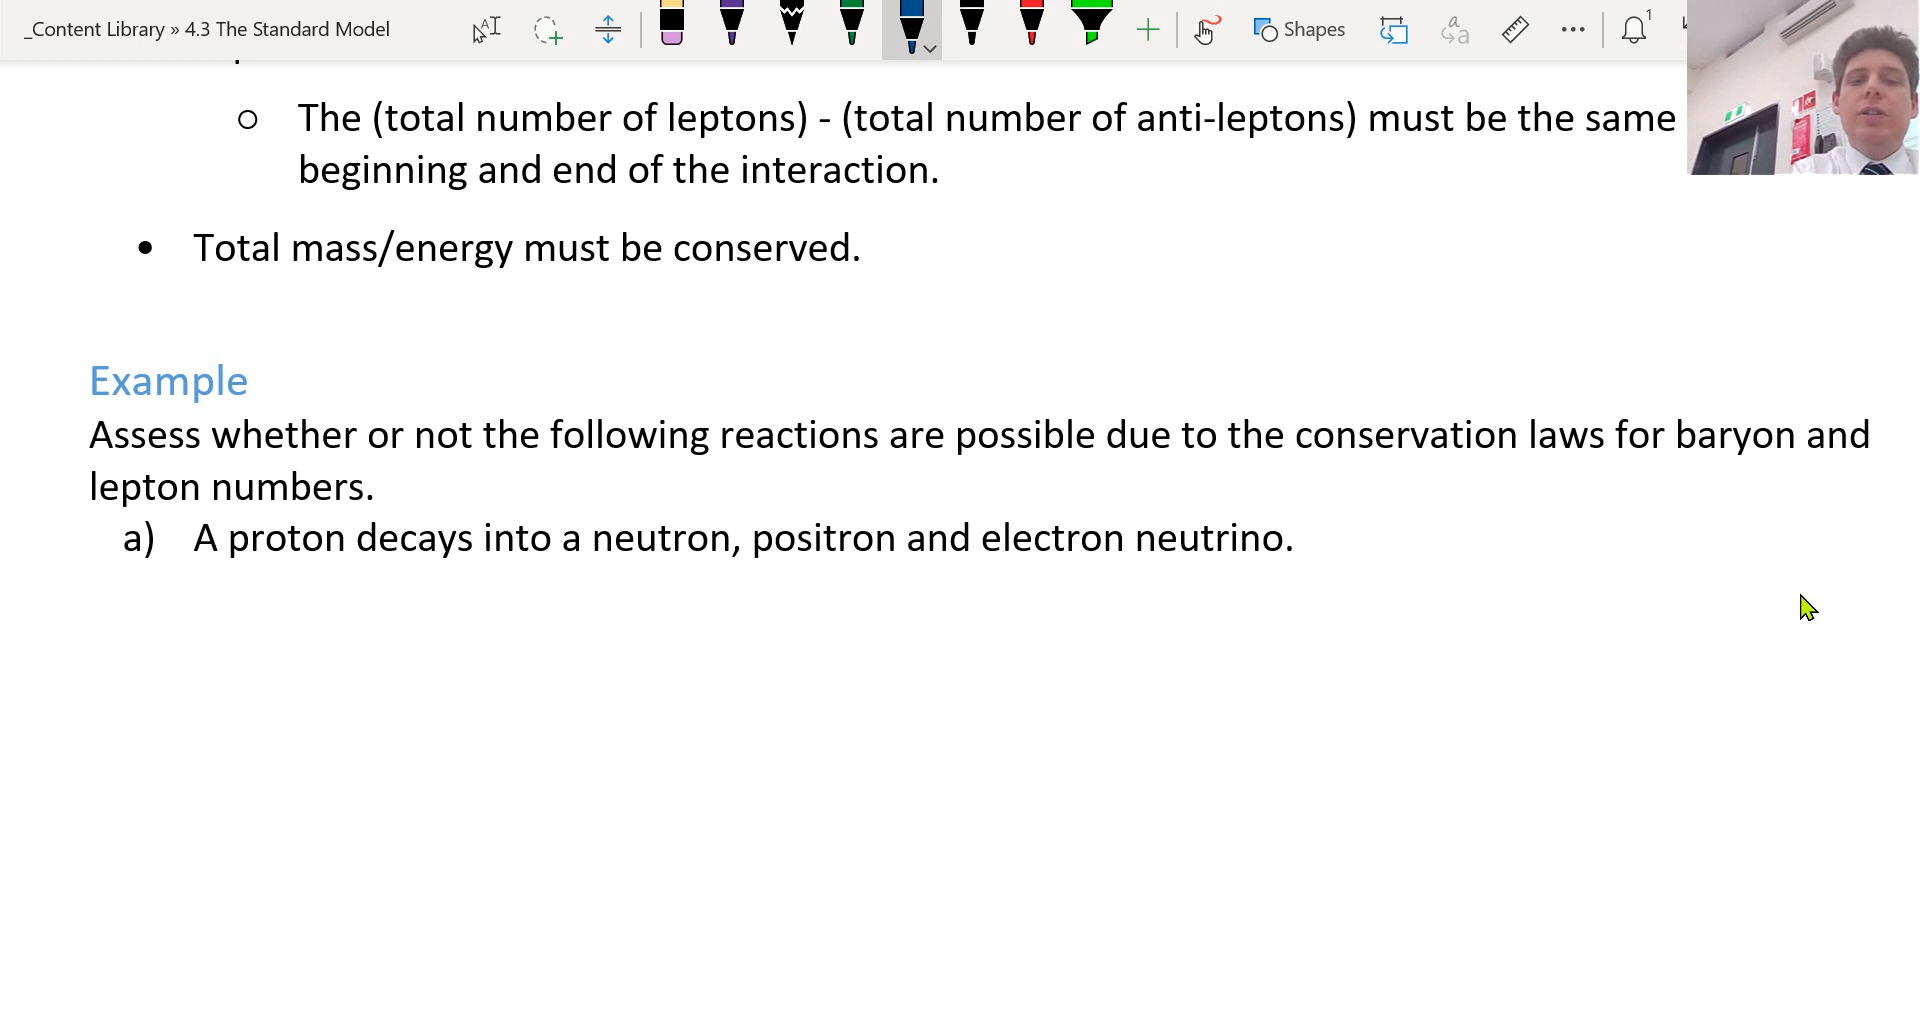 _Content Library » 4.3 The Standard Model
Shapes
1
○ The (total number of leptons) - (total number of anti-leptons) must be the same
beginning and end of the interaction.
• Total mass/energy must be conserved.
Example
Assess whether or not the following reactions are possible due to the conservation laws for baryon and
lepton numbers.
a) A proton decays into a neutron, positron and electron neutrino.